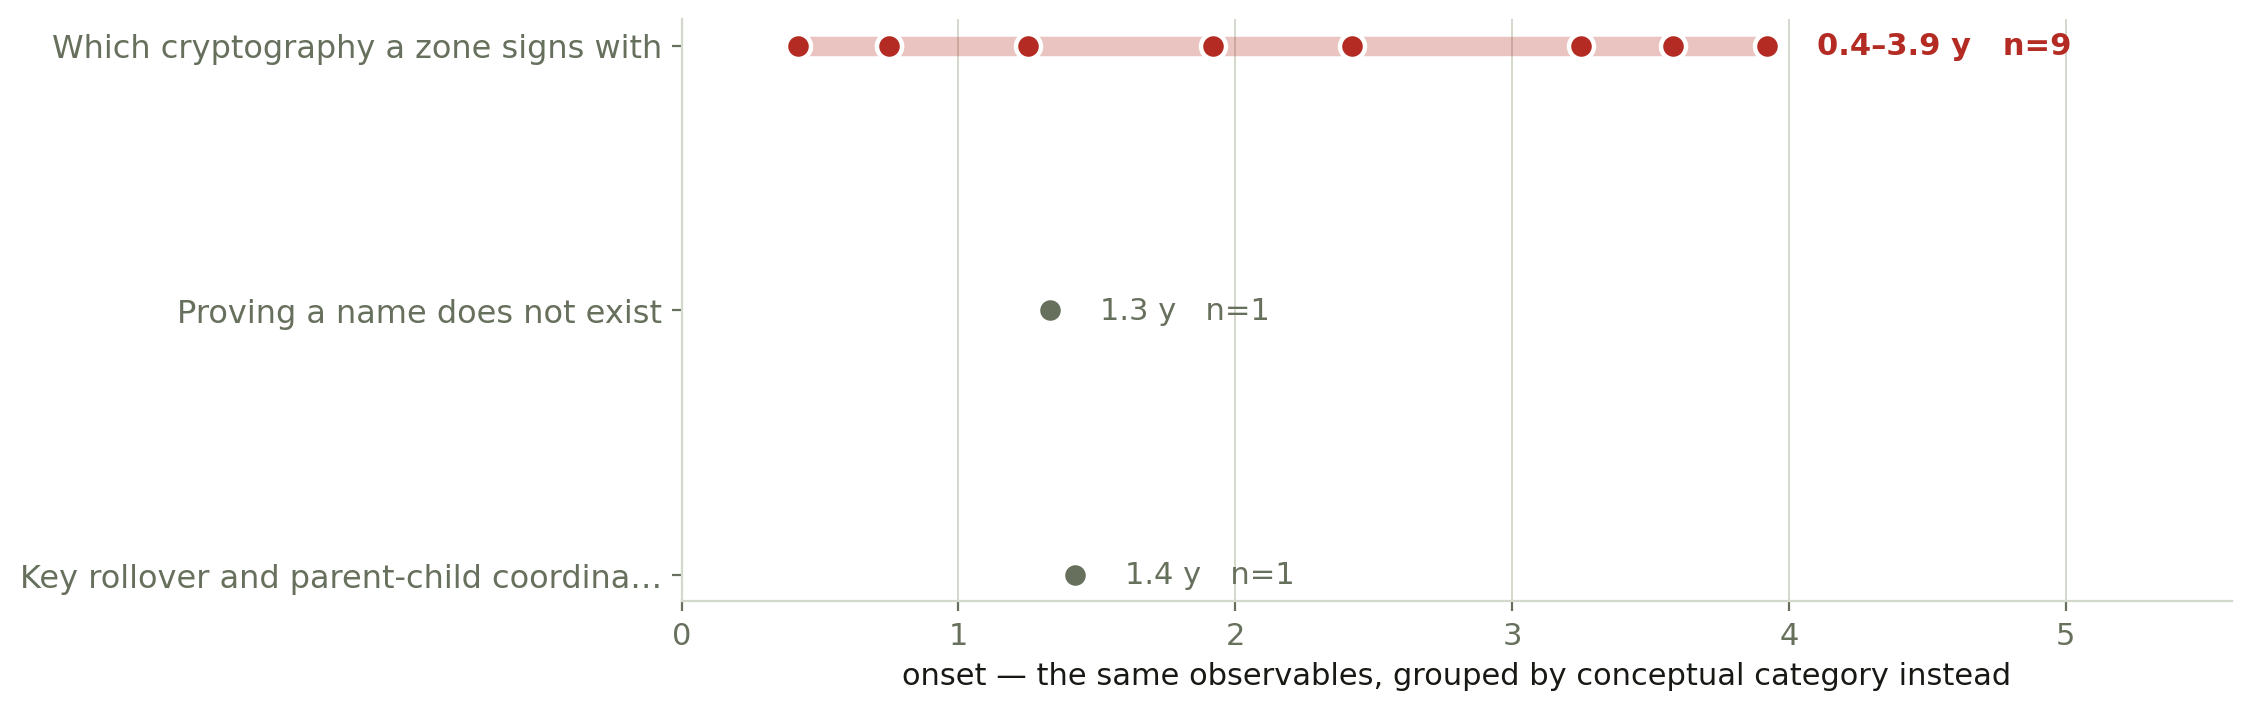 Which cryptography a zone signs with
0.4–3.9 y n=9
Proving a name does not exist
1.3 y n=1
Key rollover and parent-child coordina…
1.4 y n=1
0 1 2 3 4 5
onset — the same observables, grouped by conceptual category instead